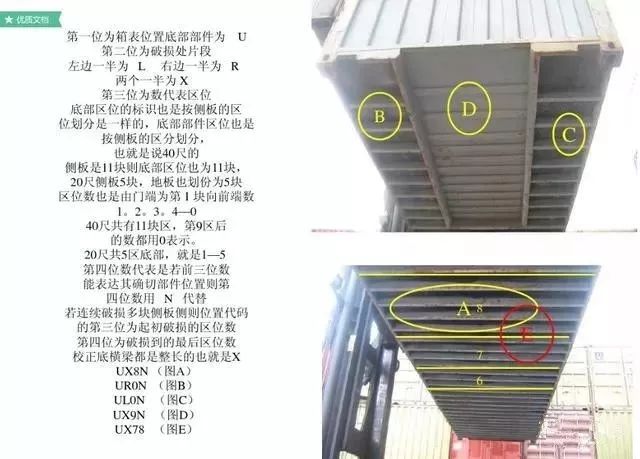 优质文档
第一位为箱表位置底部部件为 U
第二位为破损处片段
左边一半为 L 右边一半为 R
两个一半为 X
第三位为数代表区位
底部区位的标识也是按侧板的区
位划分是一样的，底部部件区位也是
按侧板的区分划分，
也就是说40尺的
侧板是11块则底部区位也为11块，
20尺侧板5块，地板也划份为5块
区位数也是由门端为第 1 块向前端数
1。2。3。4—0
40尺共有11块区，第9区后
的数都用0表示。
20尺共5区底部，就是1—5
第四位数代表是若前三位数
能表达其确切部件位置则第
四位数用 N 代替
若连续破损多块侧板侧则位置代码
的第三位为起初破损的区位数
第四位为破损到的最后区位数
校正底横梁都是整长的也就是X
UX8N （图A）
UR0N （图B）
UL0N （图C）
UX9N （图D）
UX78 （图E）
B
D
C
A
8
E
7
6